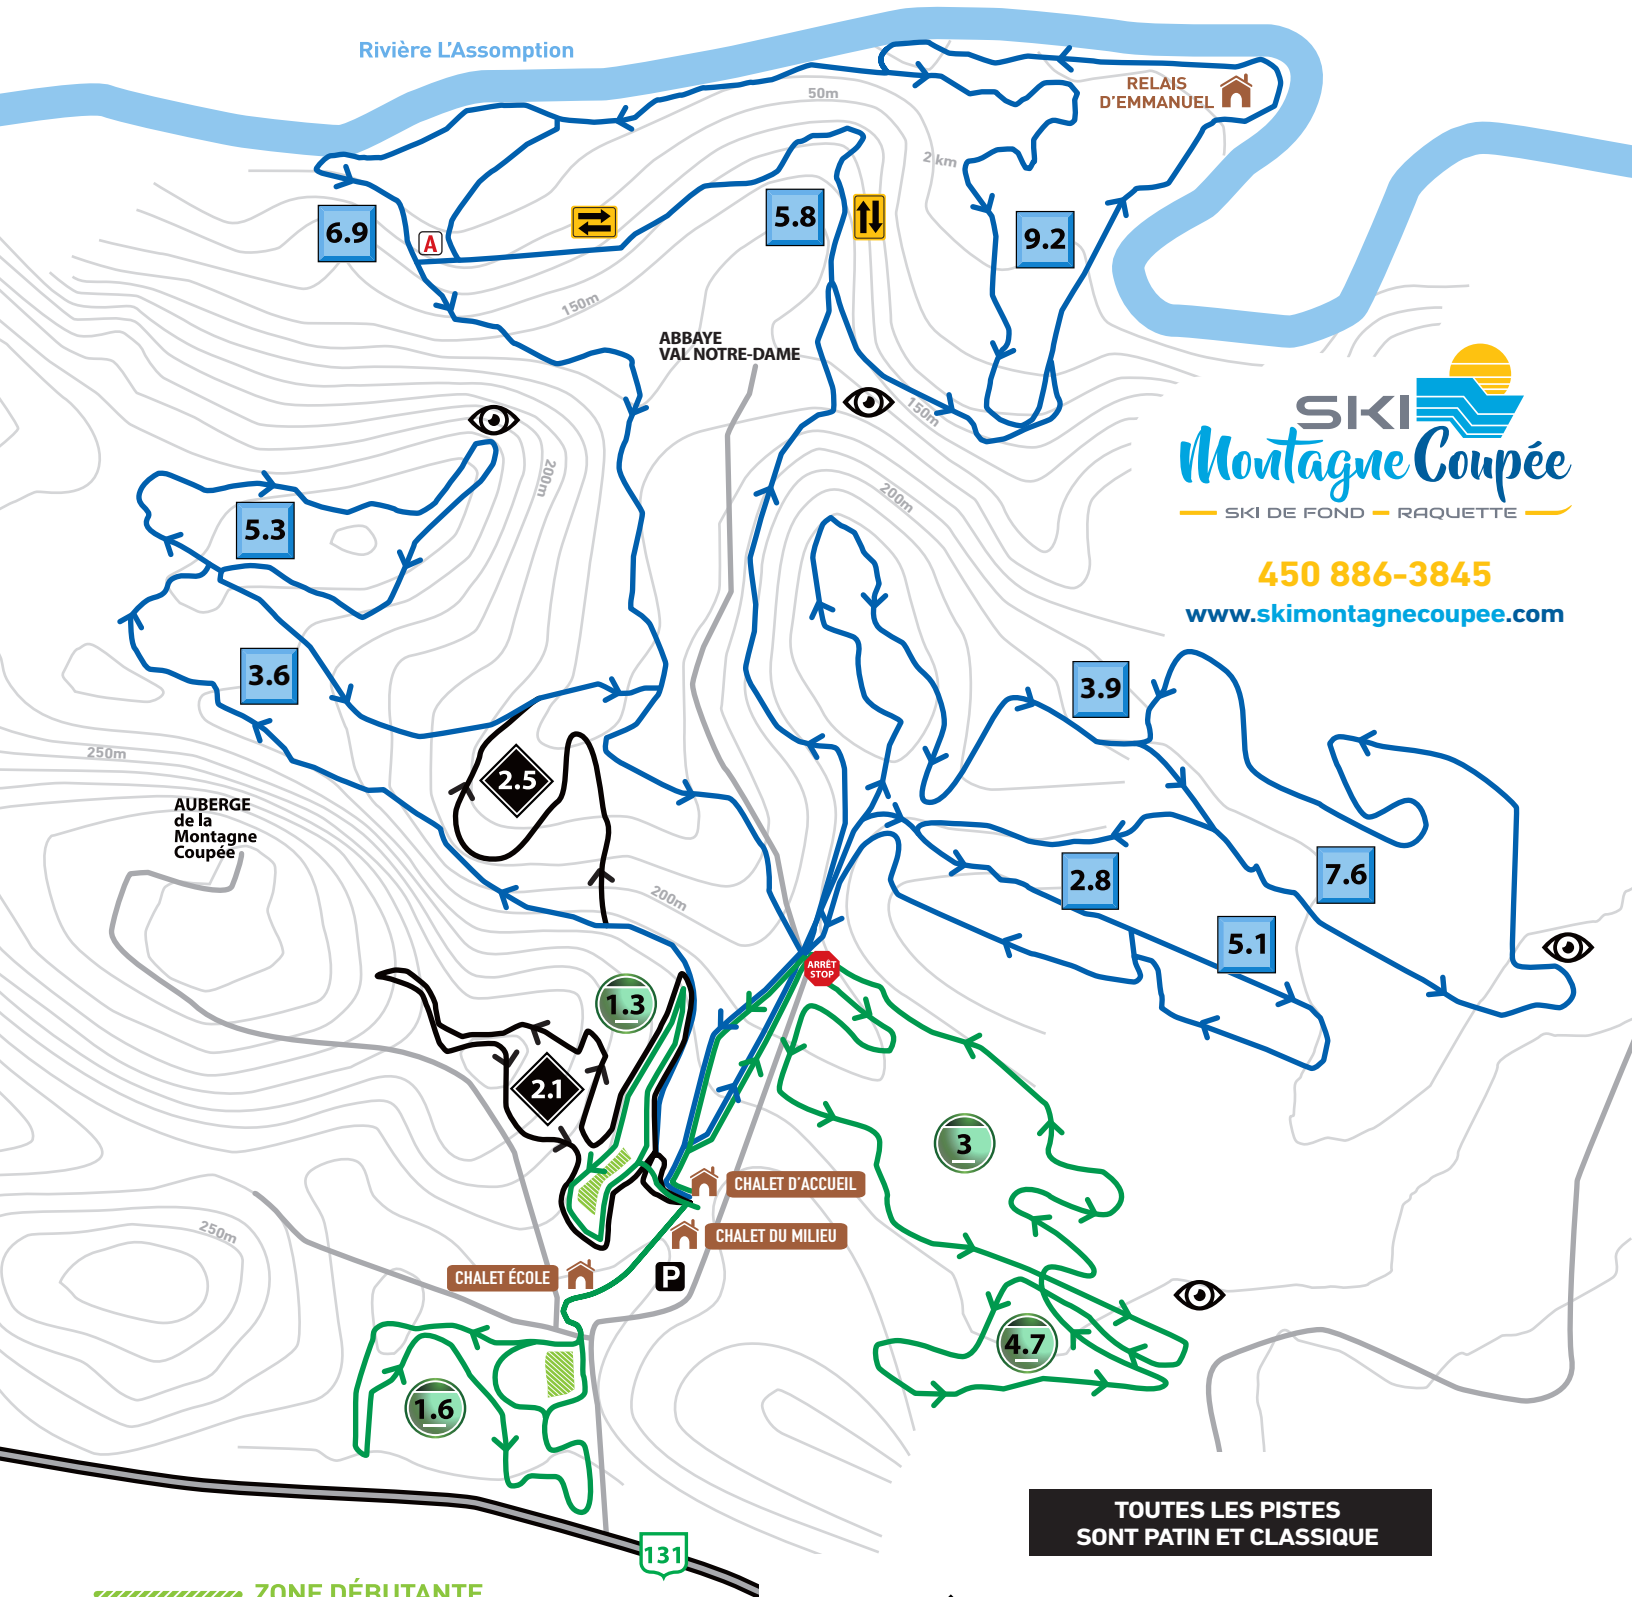 Rivière L'Assomption
50m
RELAIS
D'EMMANUEL
2 km
6.9
A
5.8
9.2
150m
ABBAYE
VAL NOTRE-DAME
150m
SKI
Montagne Coupée
SKI DE FOND – RAQUETTE
450 886-3845
www.skimontagnecoupee.com
200m
200m
5.3
3.6
3.9
250m
2.5
AUBERGE
de la
Montagne
Coupée
200m
2.8
7.6
5.1
ARRÊT
STOP
1.3
2.1
3
CHALET D'ACCUEIL
CHALET DU MILIEU
250m
CHALET ÉCOLE
P
4.7
1.6
TOUTES LES PISTES
SONT PATIN ET CLASSIQUE
131
ZONE DÉBUTANTE